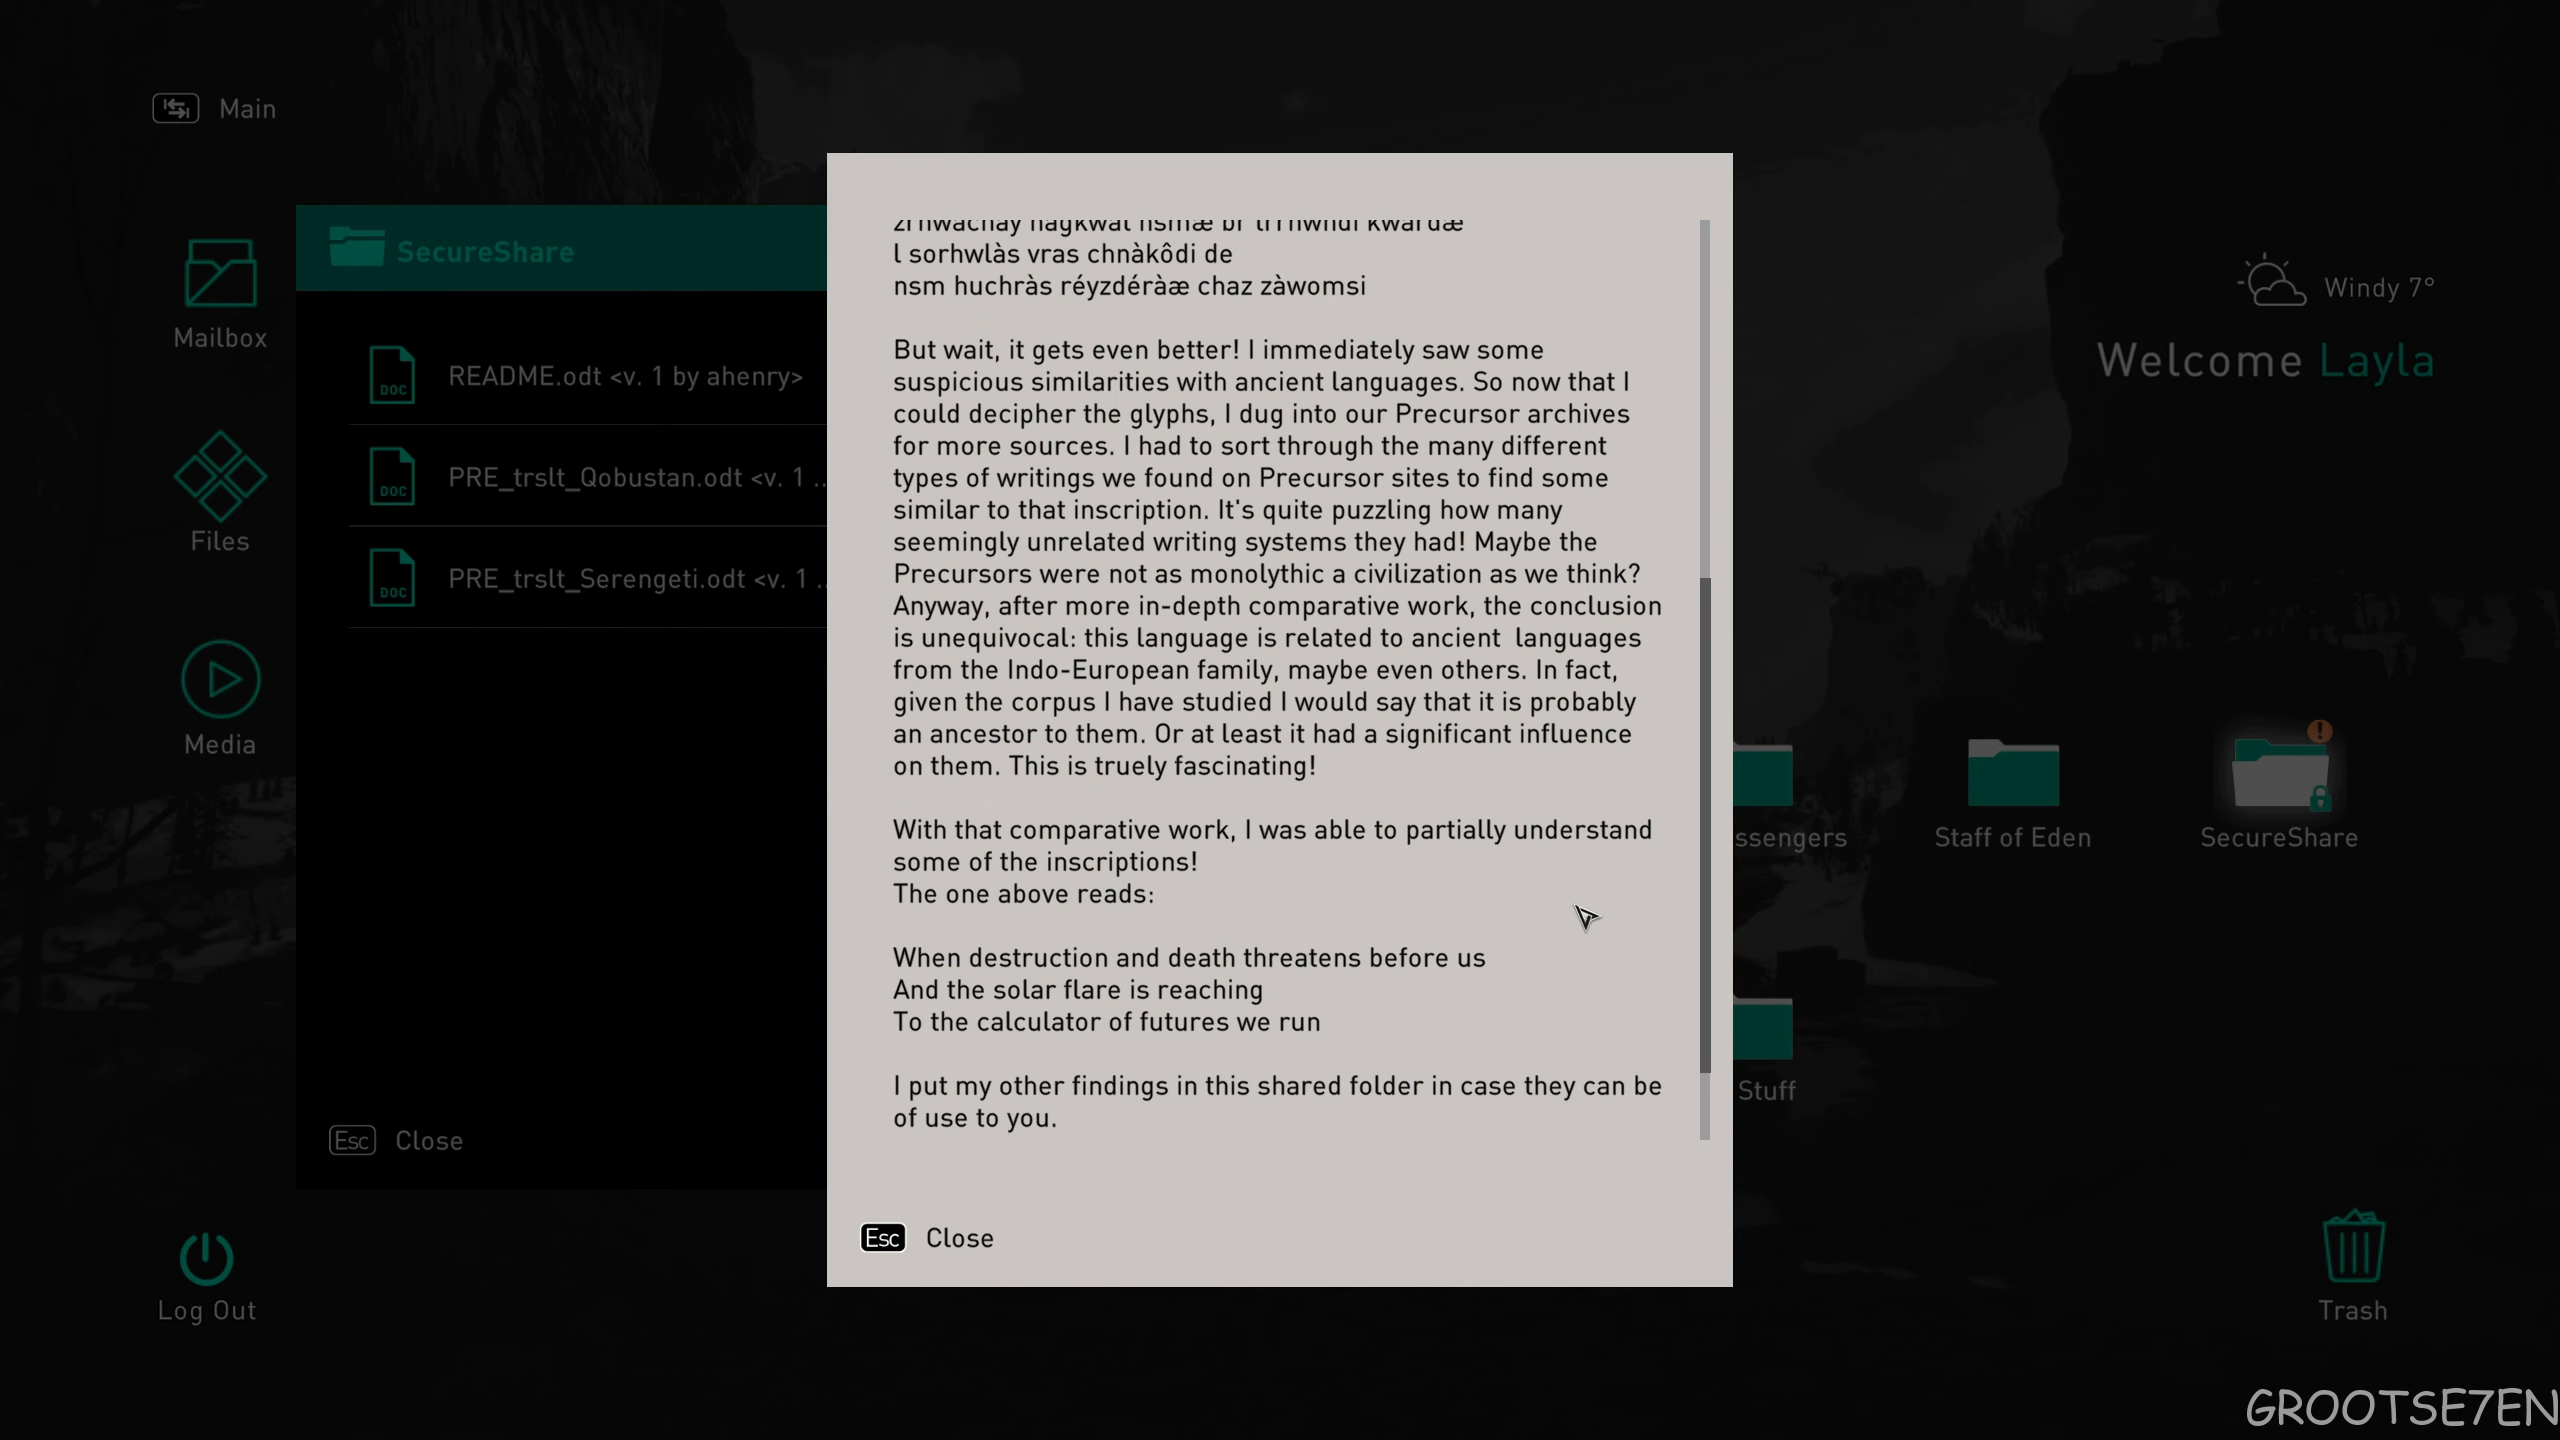 Main
Mailbox
Files
Media
Log Out
SecureShare
README.odt <v. 1 by ahenry>
PRE_trslt_Qobustan.odt <v. 1 ..
PRE_trslt_Serengeti.odt <v. 1 ..
Esc Close
l sorhwlàs vras chnàkôdi de
nsm huchràs réyzdéràæ chaz zàwomsi
But wait, it gets even better! I immediately saw some
suspicious similarities with ancient languages. So now that I
could decipher the glyphs, I dug into our Precursor archives
for more sources. I had to sort through the many different
types of writings we found on Precursor sites to find some
similar to that inscription. It's quite puzzling how many
seemingly unrelated writing systems they had! Maybe the
Precursors were not as monolythic a civilization as we think?
Anyway, after more in-depth comparative work, the conclusion
is unequivocal: this language is related to ancient  languages
from the Indo-European family, maybe even others. In fact,
given the corpus I have studied I would say that it is probably
an ancestor to them. Or at least it had a significant influence
on them. This is truely fascinating!
With that comparative work, I was able to partially understand
some of the inscriptions!
The one above reads:
When destruction and death threatens before us
And the solar flare is reaching
To the calculator of futures we run
I put my other findings in this shared folder in case they can be
of use to you.
Esc Close
Windy 7°
Welcome Layla
ssengers
Staff of Eden
SecureShare
Stuff
Trash
GROOTSE7EN